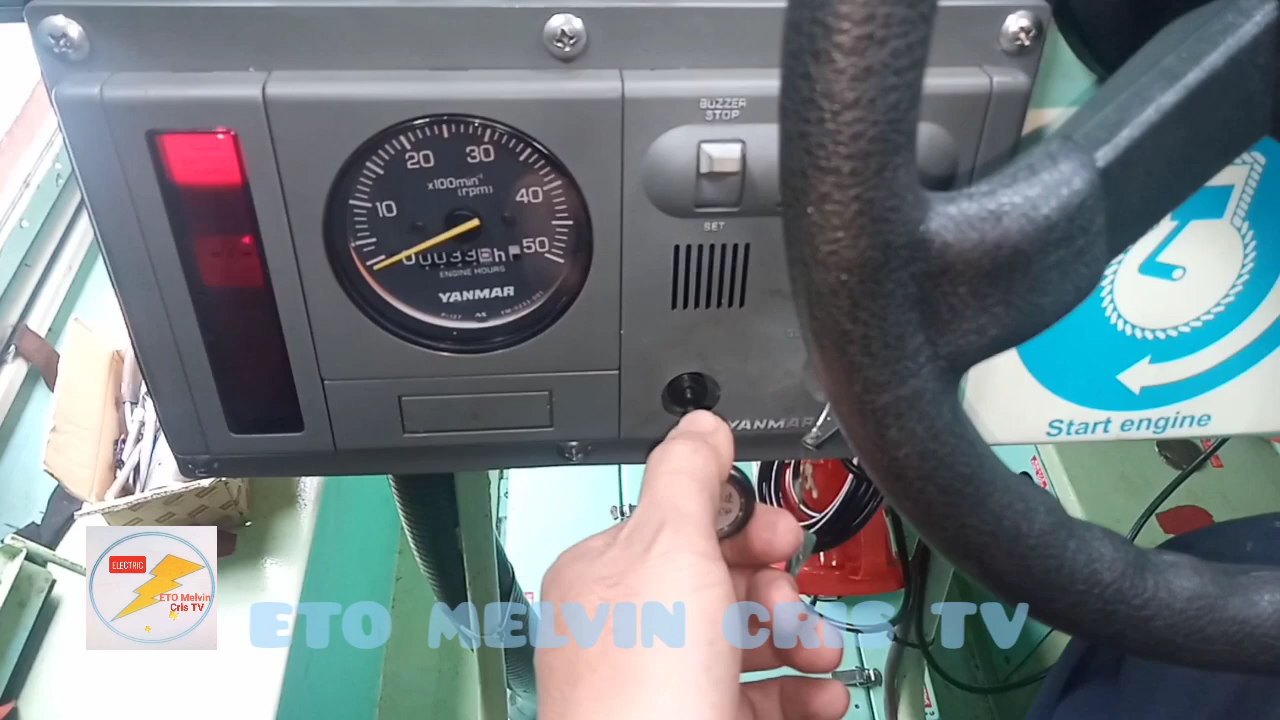 BUZZER
STOP
20
30
x100min⁻¹
(rpm)
10
40
50
h
ENGINE HOURS
YANMAR
SET
YANMAR
Start engine
ELECTRIC
ETO Melvin
Cris TV
ETO MELVIN CRIS TV